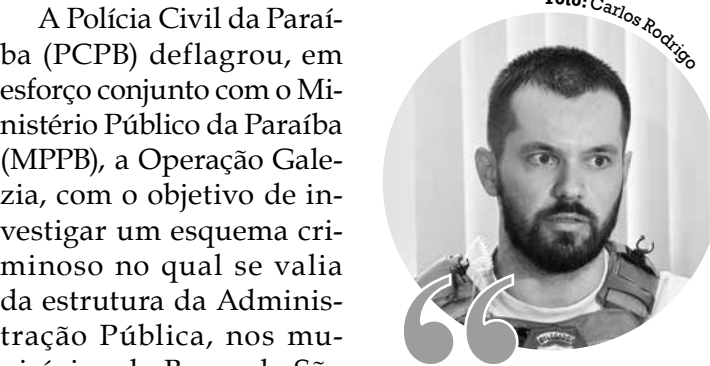 A Polícia Civil da Paraí-
ba (PCPB) deflagrou, em
esforço conjunto com o Mi-
nistério Público da Paraíba
(MPPB), a Operação Gale-
zia, com o objetivo de in-
vestigar um esquema cri-
minoso no qual se valia
da estrutura da Adminis-
tração Pública, nos mu-
Foto: Carlos Rodrigo
“